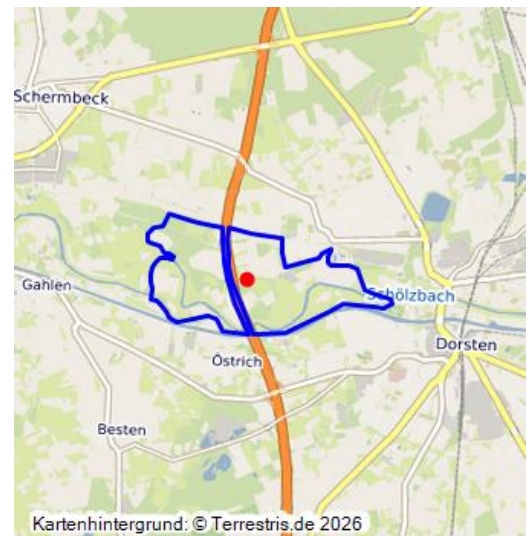 Schermbeck
Gahlen
Schölzbach
Dorsten
Östrich
Besten
Kartenhintergrund: © Terrestris.de 2026